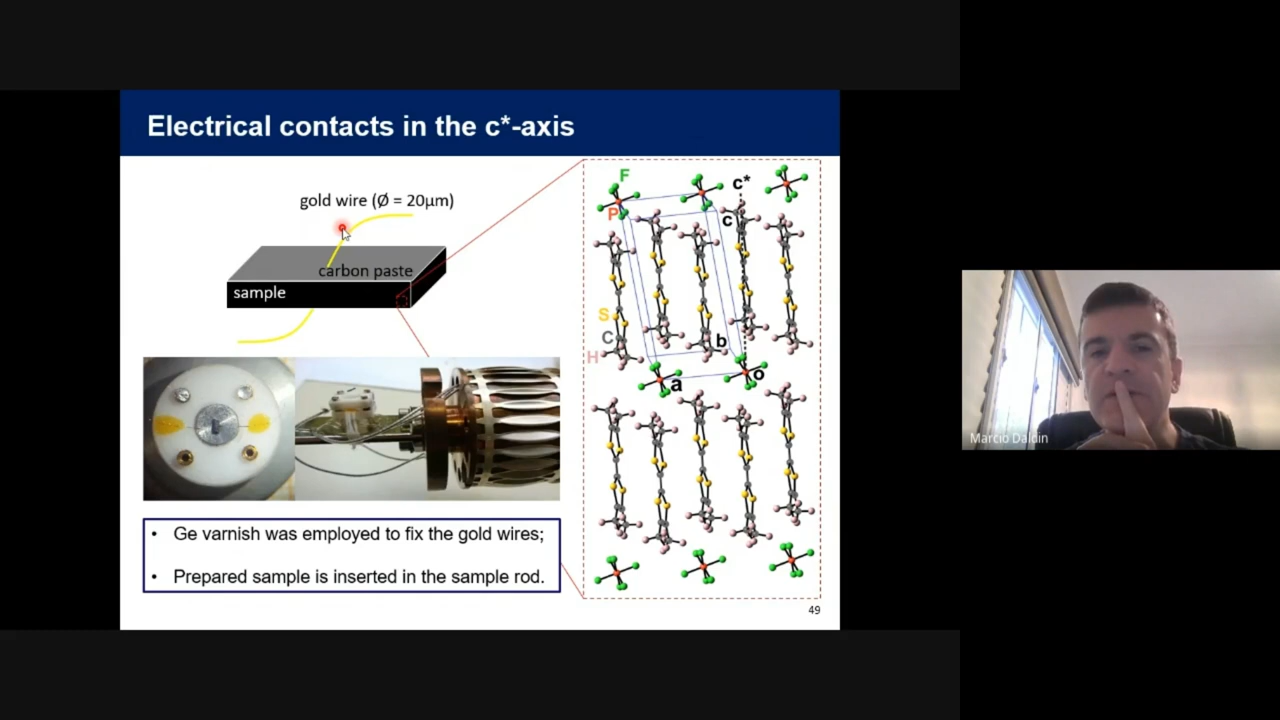 Electrical contacts in the c*-axis
gold wire (Ø = 20μm)
carbon paste
sample
F
P
c*
c
S
C
H
b
a
o
• Ge varnish was employed to fix the gold wires;
• Prepared sample is inserted in the sample rod.
49
Marcio Daldin